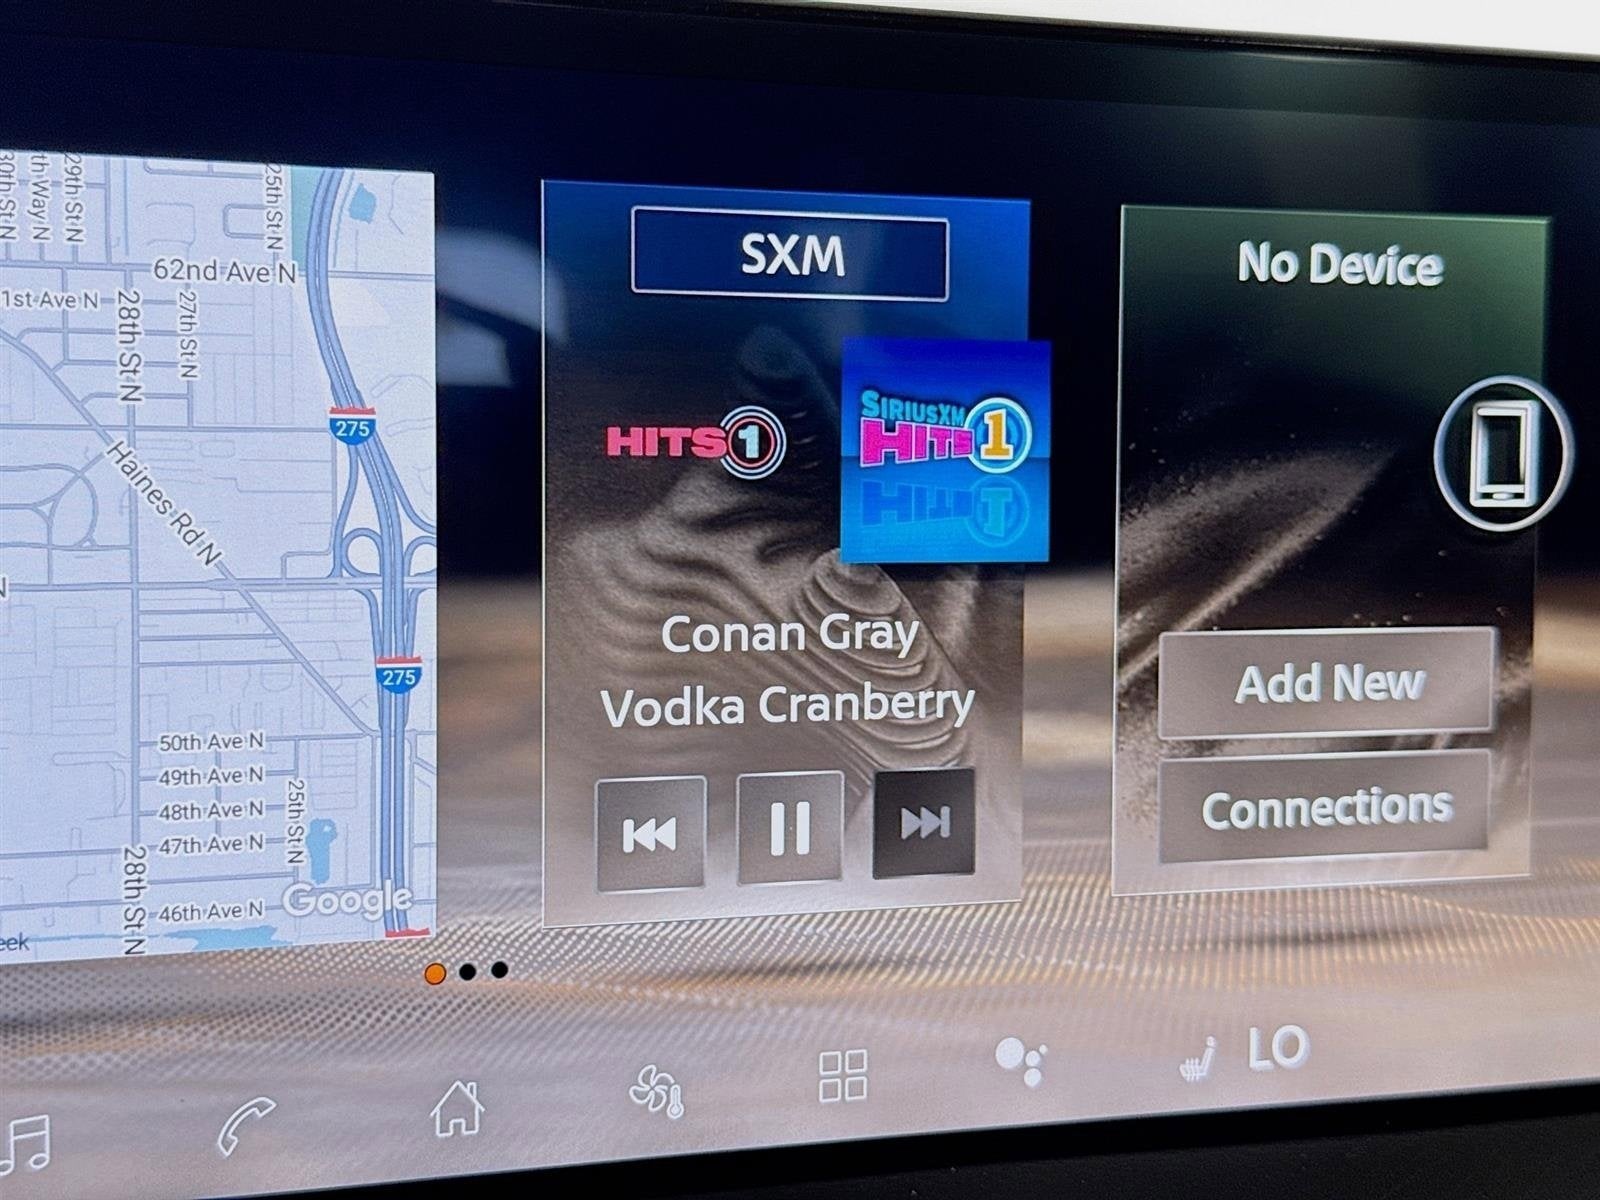 29th St N
25th St N
62nd Ave N
1st Ave N
28th St N
27th St N
275
Haines Rd N
275
50th Ave N
49th Ave N
48th Ave N
47th Ave N
46th Ave N
25th St N
28th St N
Google
eek
SXM
HITS 1
SIRIUSXM
HITS 1
Conan Gray
Vodka Cranberry
No Device
Add New
Connections
LO